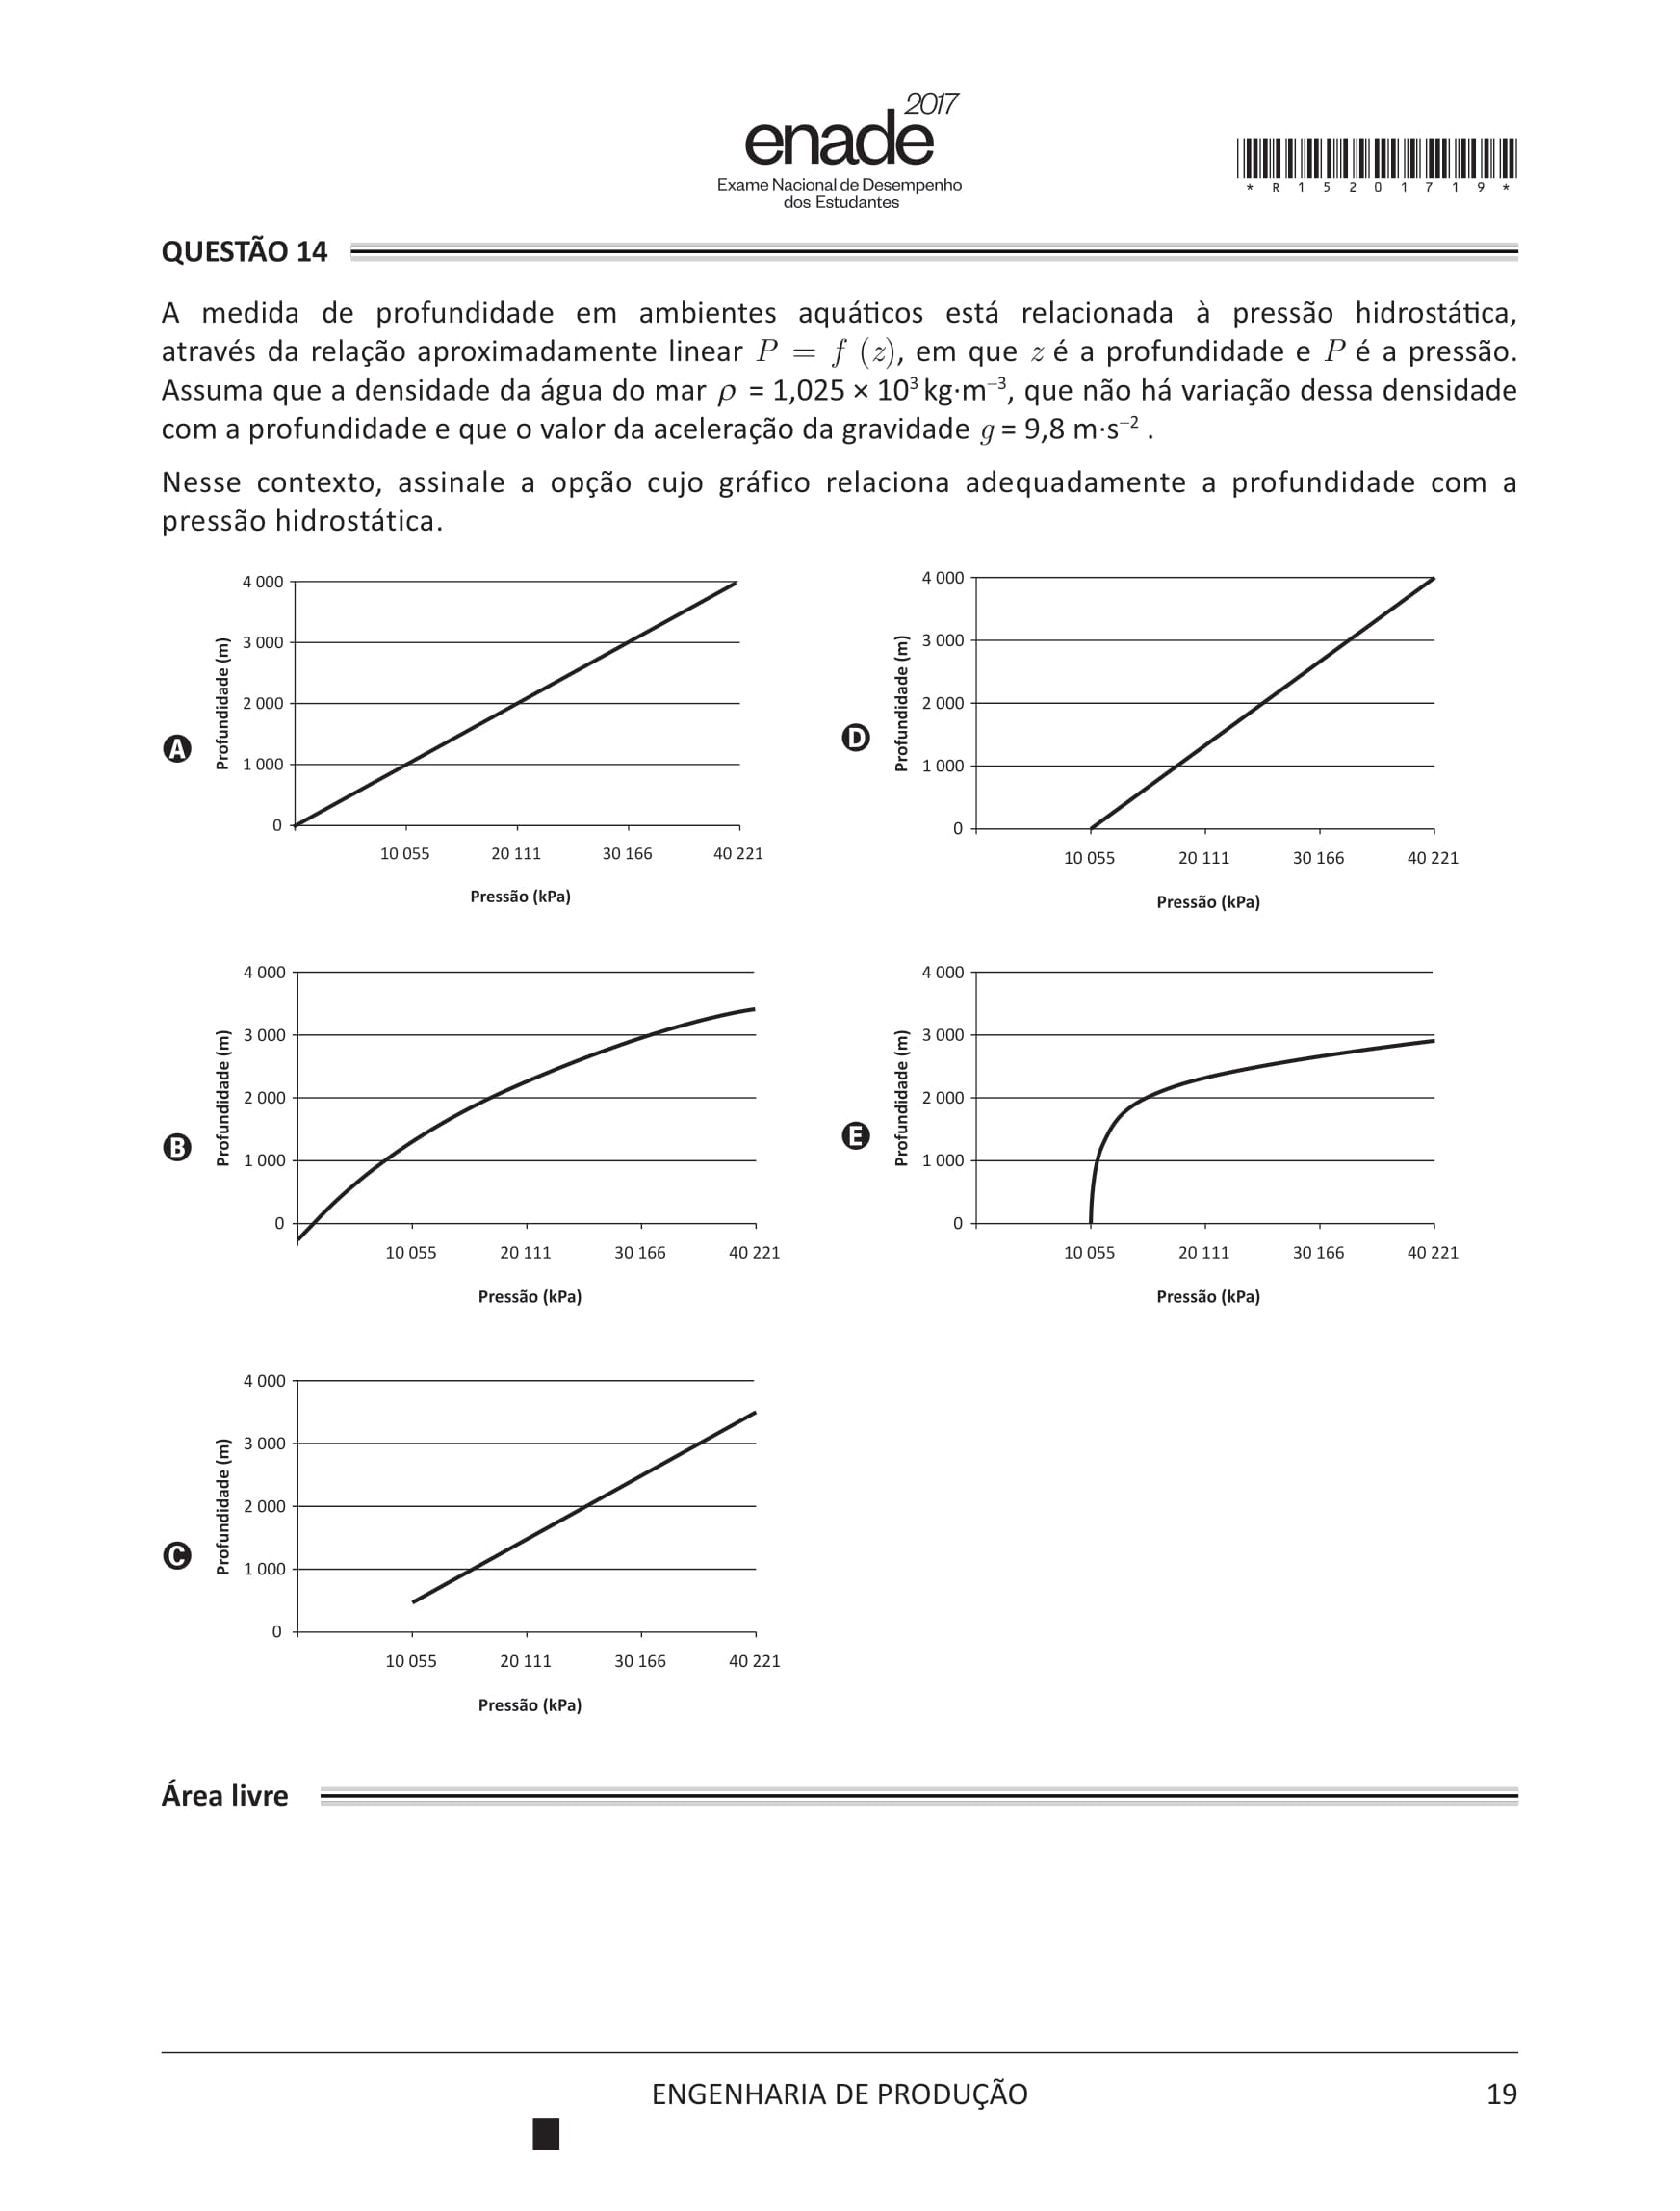 2017
enade
Exame Nacional de Desempenho
dos Estudantes
* R 1 5 2 0 1 7 1 9 *
QUESTÃO 14
A medida de profundidade em ambientes aquáticos está relacionada à pressão hidrostática,
através da relação aproximadamente linear P = f (z), em que z é a profundidade e P é a pressão.
Assuma que a densidade da água do mar ρ = 1,025 × 10³ kg·m⁻³, que não há variação dessa densidade
com a profundidade e que o valor da aceleração da gravidade g = 9,8 m·s⁻² .
Nesse contexto, assinale a opção cujo gráfico relaciona adequadamente a profundidade com a
pressão hidrostática.
A
Profundidade (m)
4 000
3 000
2 000
1 000
0
10 055 20 111 30 166 40 221
Pressão (kPa)
D
Profundidade (m)
4 000
3 000
2 000
1 000
0
10 055 20 111 30 166 40 221
Pressão (kPa)
B
Profundidade (m)
4 000
3 000
2 000
1 000
0
10 055 20 111 30 166 40 221
Pressão (kPa)
E
Profundidade (m)
4 000
3 000
2 000
1 000
0
10 055 20 111 30 166 40 221
Pressão (kPa)
C
Profundidade (m)
4 000
3 000
2 000
1 000
0
10 055 20 111 30 166 40 221
Pressão (kPa)
Área livre
ENGENHARIA DE PRODUÇÃO
19